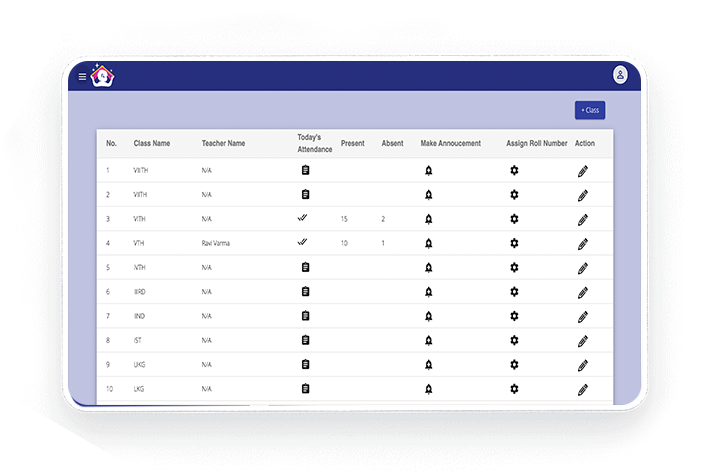 + Class
No. Class Name Teacher Name Today's Attendance Present Absent Make Annoucement Assign Roll Number Action
1 VIIITH N/A
2 VIITH N/A
3 VITH N/A 15 2
4 VTH Ravi Varma 10 1
5 IVTH N/A
6 IIIRD N/A
7 IIND N/A
8 IST N/A
9 UKG N/A
10 LKG N/A